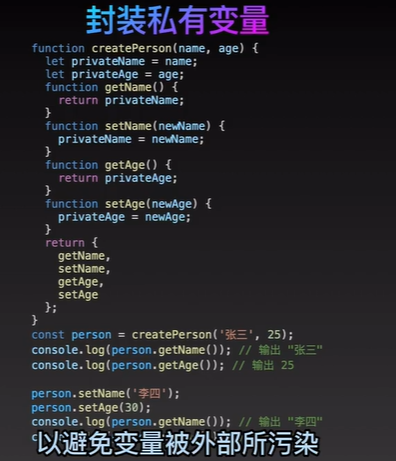 封装私有变量
function createPerson(name, age) {
  let privateName = name;
  let privateAge = age;
  function getName() {
    return privateName;
  }
  function setName(newName) {
    privateName = newName;
  }
  function getAge() {
    return privateAge;
  }
  function setAge(newAge) {
    privateAge = newAge;
  }
  return {
    getName,
    setName,
    getAge,
    setAge
  };
}
const person = createPerson('张三', 25);
console.log(person.getName()); // 输出 "张三"
console.log(person.getAge()); // 输出 25
person.setName('李四');
person.setAge(30);
console.log(person.getName()); // 输出 "李四"
以避免变量被外部所污染